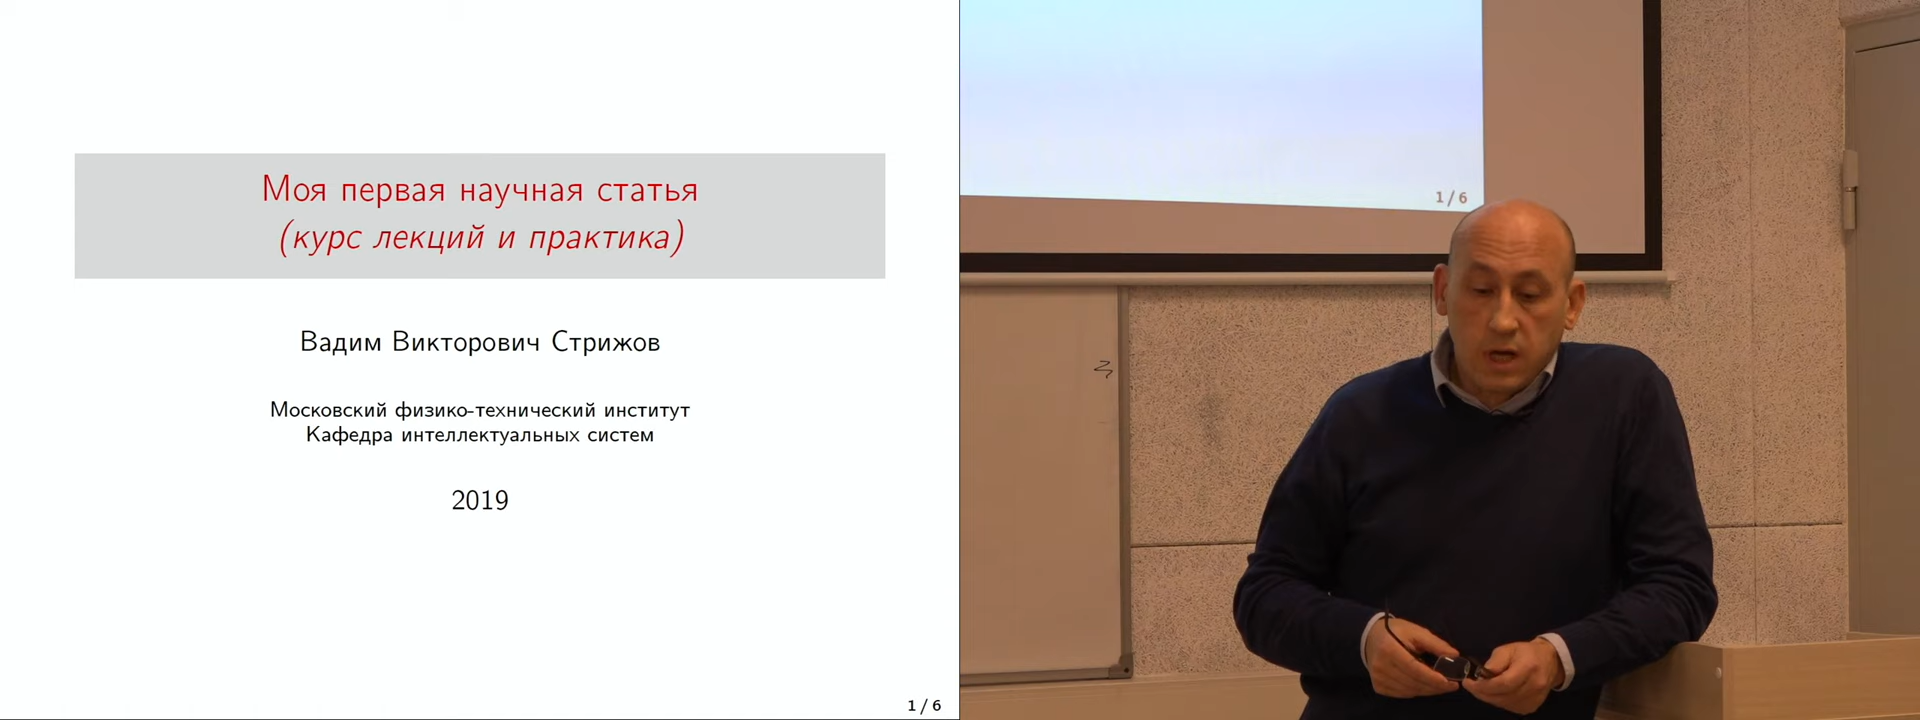 Моя первая научная статья
(курс лекций и практика)
Вадим Викторович Стрижов
Московский физико-технический институт
Кафедра интеллектуальных систем
2019
1 / 6
1 / 6